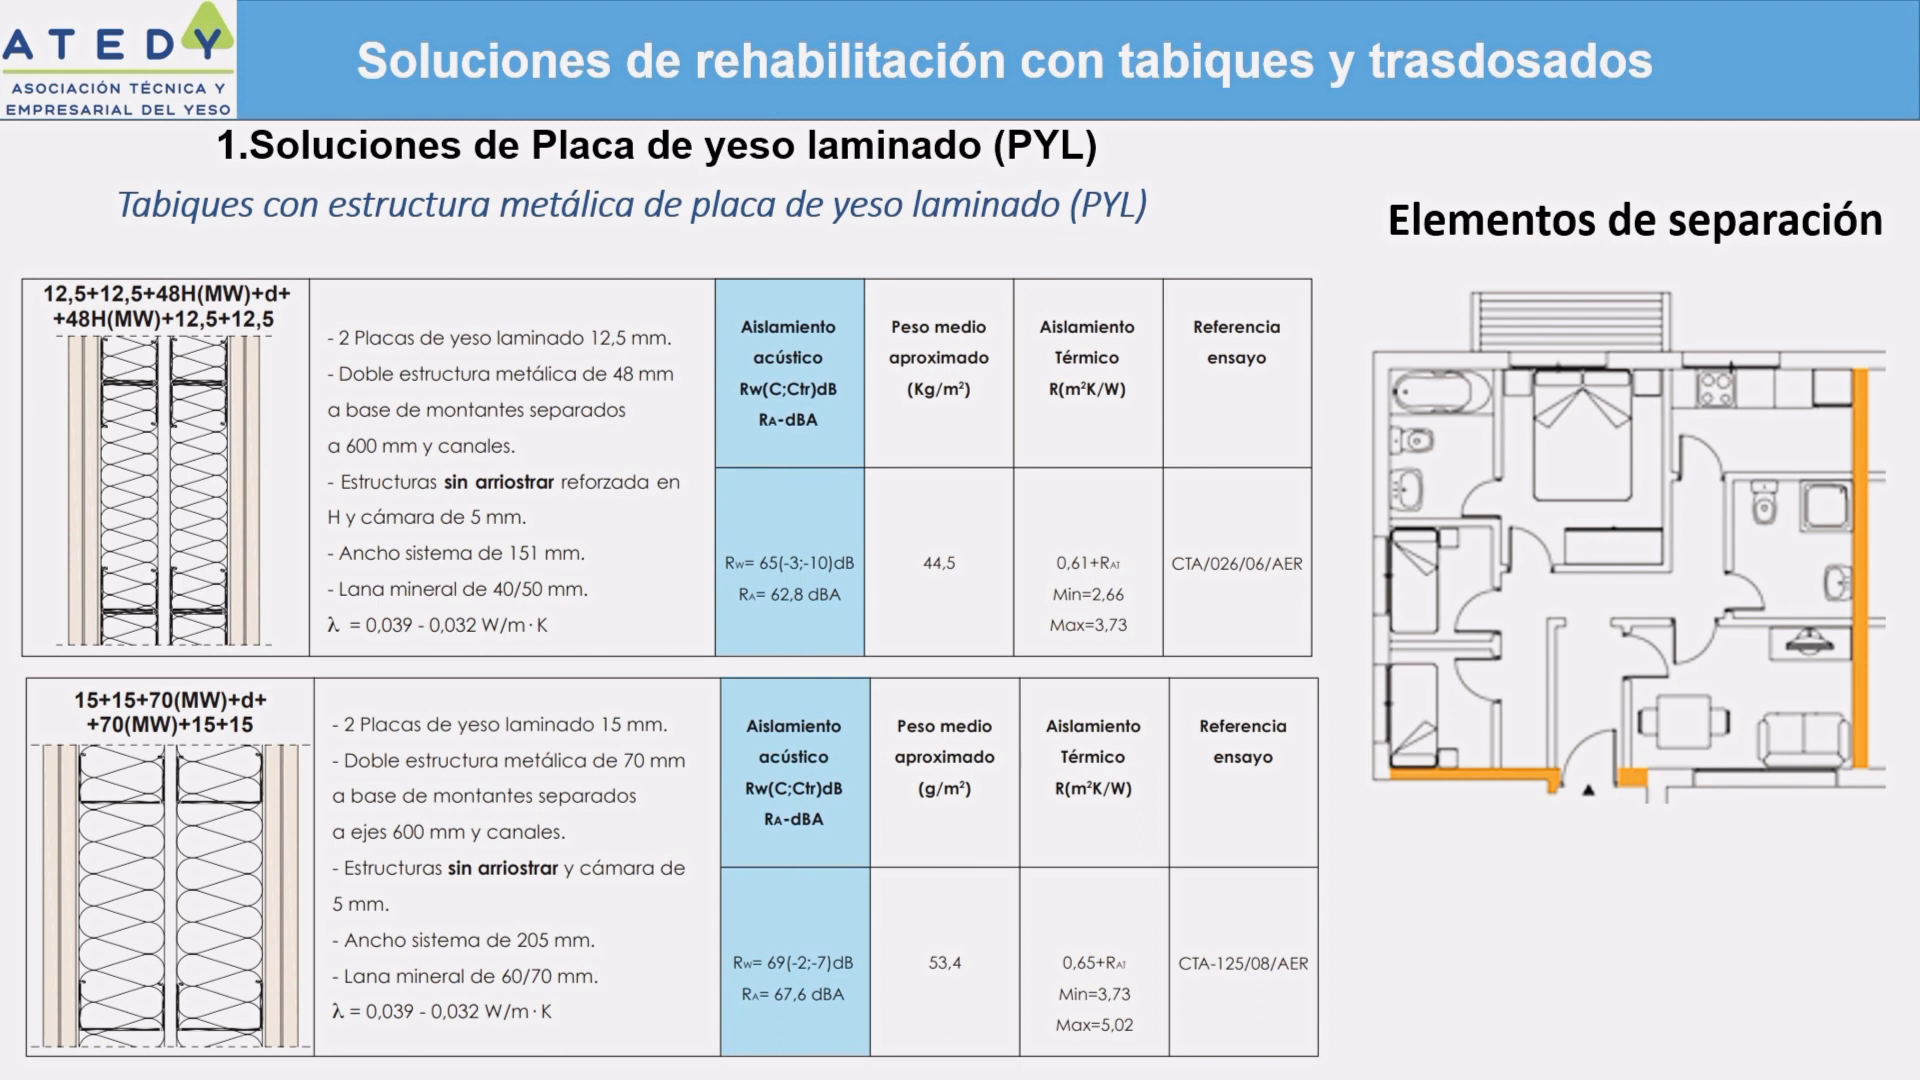 ATEDY
ASOCIACIÓN TÉCNICA Y
EMPRESARIAL DEL YESO
Soluciones de rehabilitación con tabiques y trasdosados
1.Soluciones de Placa de yeso laminado (PYL)
Tabiques con estructura metálica de placa de yeso laminado (PYL)
Elementos de separación
12,5+12,5+48H(MW)+d+
+48H(MW)+12,5+12,5
- 2 Placas de yeso laminado 12,5 mm.
- Doble estructura metálica de 48 mm
a base de montantes separados
a 600 mm y canales.
- Estructuras sin arriostrar reforzada en
H y cámara de 5 mm.
- Ancho sistema de 151 mm.
- Lana mineral de 40/50 mm.
λ = 0,039 - 0,032 W/m · K
Aislamiento
acústico
Rw(C;Ctr)dB
RA-dBA
Peso medio
aproximado
(Kg/m²)
Aislamiento
Térmico
R(m²K/W)
Referencia
ensayo
Rw= 65(-3;-10)dB
RA= 62,8 dBA
44,5
0,61+RAT
Min=2,66
Max=3,73
CTA/026/06/AER
15+15+70(MW)+d+
+70(MW)+15+15
- 2 Placas de yeso laminado 15 mm.
- Doble estructura metálica de 70 mm
a base de montantes separados
a ejes 600 mm y canales.
- Estructuras sin arriostrar y cámara de
5 mm.
- Ancho sistema de 205 mm.
- Lana mineral de 60/70 mm.
λ = 0,039 - 0,032 W/m · K
Aislamiento
acústico
Rw(C;Ctr)dB
RA-dBA
Peso medio
aproximado
(g/m²)
Aislamiento
Térmico
R(m²K/W)
Referencia
ensayo
Rw= 69(-2;-7)dB
RA= 67,6 dBA
53,4
0,65+RAT
Min=3,73
Max=5,02
CTA-125/08/AER